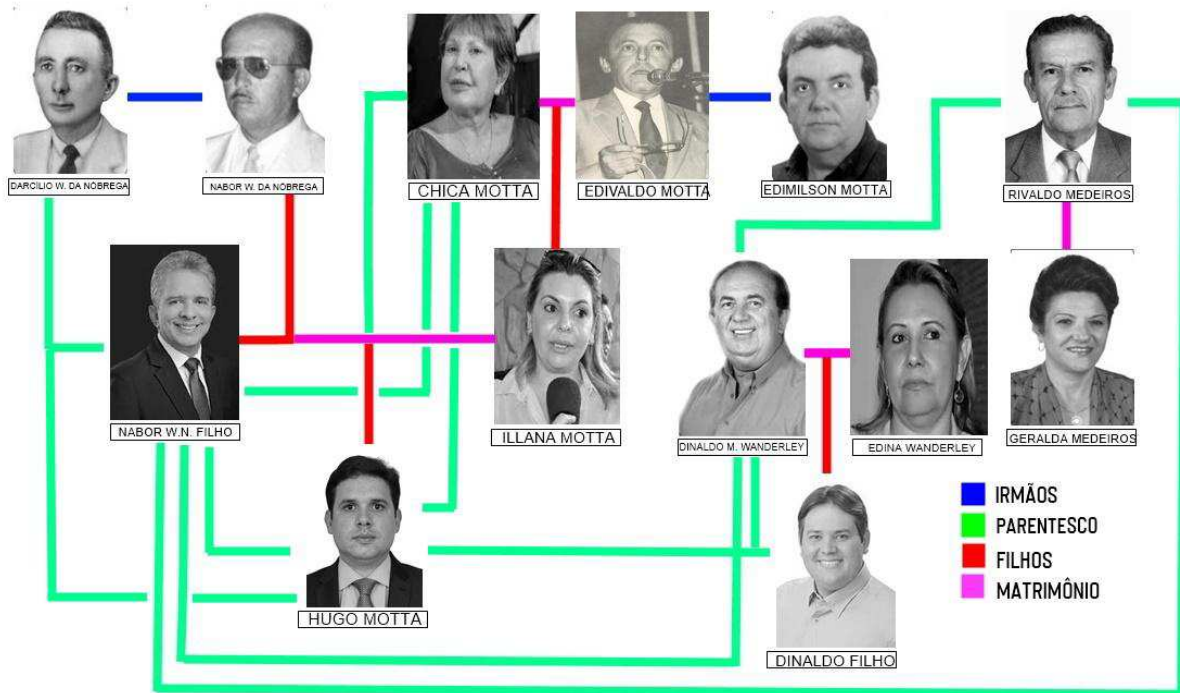 DARCÍLIO W. DA NÓBREGA
NABOR W. DA NÓBREGA
CHICA MOTTA
EDIVALDO MOTTA
EDIMILSON MOTTA
RIVALDO MEDEIROS
NABOR W.N. FILHO
ILLANA MOTTA
DINALDO M. WANDERLEY
EDINA WANDERLEY
GERALDA MEDEIROS
HUGO MOTTA
DINALDO FILHO
IRMÃOS
PARENTESCO
FILHOS
MATRIMÔNIO